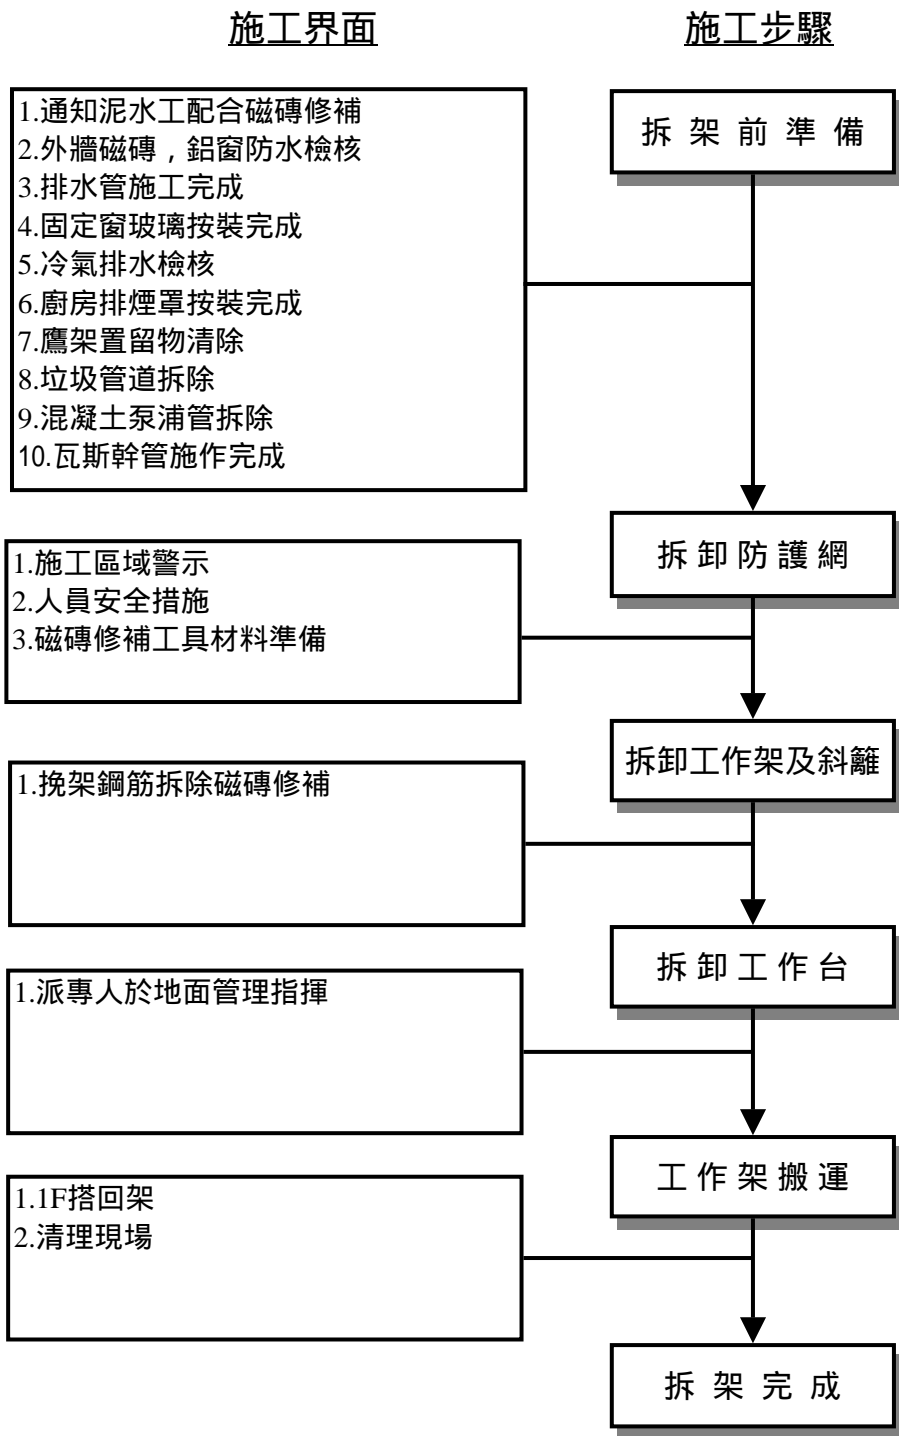 施工界面
施工步驟
1.通知泥水工配合磁磚修補
2.外牆磁磚，鋁窗防水檢核
3.排水管施工完成
4.固定窗玻璃按裝完成
5.冷氣排水檢核
6.廚房排煙罩按裝完成
7.鷹架置留物清除
8.垃圾管道拆除
9.混凝土泵浦管拆除
10.瓦斯幹管施作完成
拆架前準備
拆卸防護網
1.施工區域警示
2.人員安全措施
3.磁磚修補工具材料準備
拆卸工作架及斜籬
1.挽架鋼筋拆除磁磚修補
拆卸工作台
1.派專人於地面管理指揮
工作架搬運
1.1F搭回架
2.清理現場
拆架完成